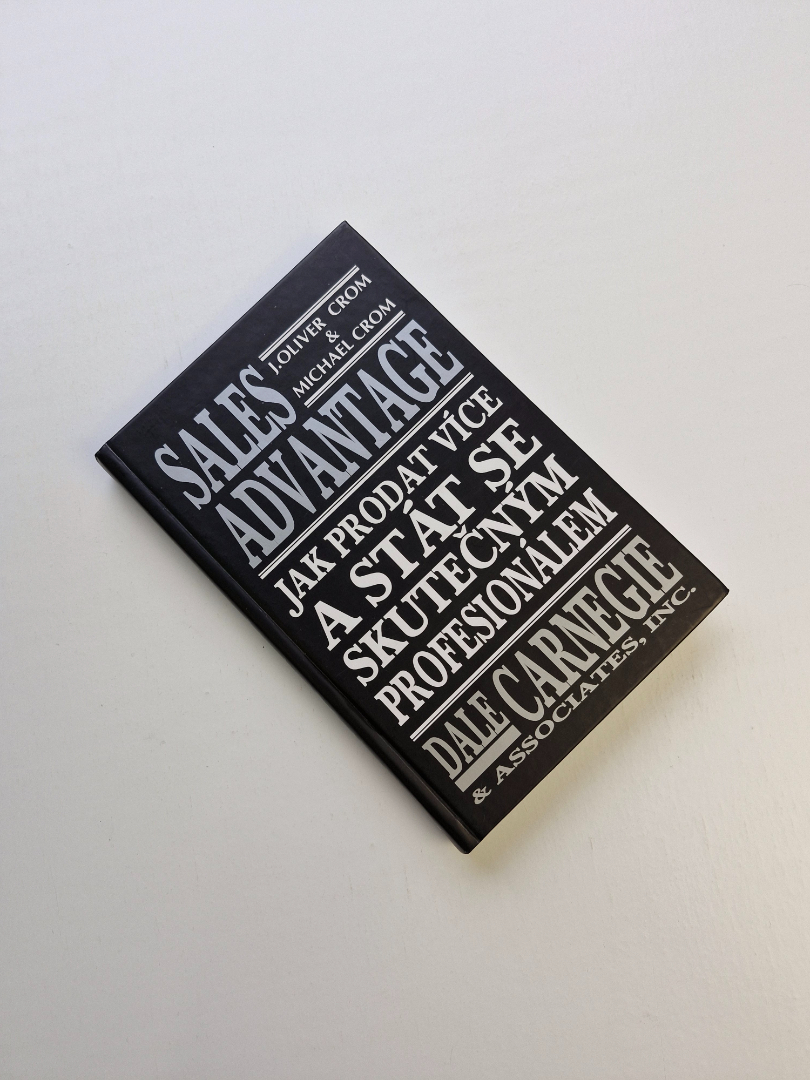 SALES
J.OLIVER CROM
&
MICHAEL CROM
ADVANTAGE
JAK PRODAT VÍCE
A STÁT SE
SKUTEČNÝM
PROFESIONÁLEM
DALE CARNEGIE
& ASSOCIATES, INC.